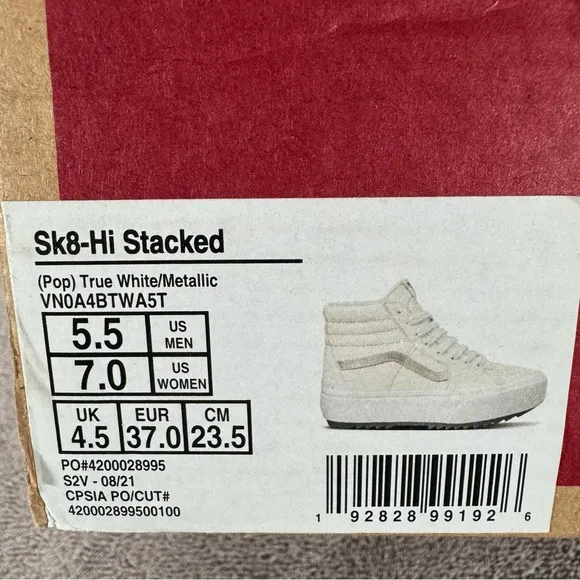 Sk8-Hi Stacked
(Pop) True White/Metallic
VN0A4BTWA5T
5.5 US MEN
7.0 US WOMEN
UK EUR CM
4.5 37.0 23.5
PO#4200028995
S2V - 08/21
CPSIA PO/CUT#
420002899500100
1 92828 99192 6